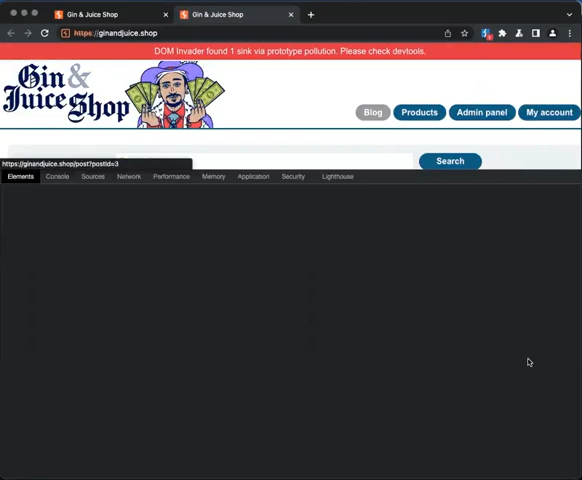 Gin & Juice Shop
Gin & Juice Shop
https://ginandjuice.shop
DOM Invader found 1 sink via prototype pollution. Please check devtools.
Gin &
Juice Shop
Blog
Products
Admin panel
My account
Search
https://ginandjuice.shop/post?postId=3
Elements
Console
Sources
Network
Performance
Memory
Application
Security
Lighthouse